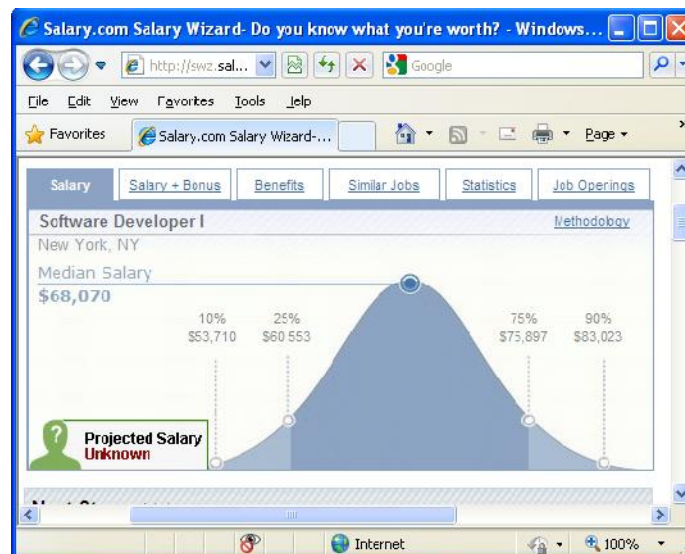 Salary.com Salary Wizard- Do you know what you're worth? - Windows...
http://swz.sal...
Google
File Edit View Favorites Tools Help
Favorites Salary.com Salary Wizard-... Page
Salary Salary + Bonus Benefits Similar Jobs Statistics Job Openings
Software Developer I Methodology
New York, NY
Median Salary
$68,070
10% 25% 75% 90%
$53,710 $60,553 $75,897 $83,023
?
Projected Salary
Unknown
Internet 100%